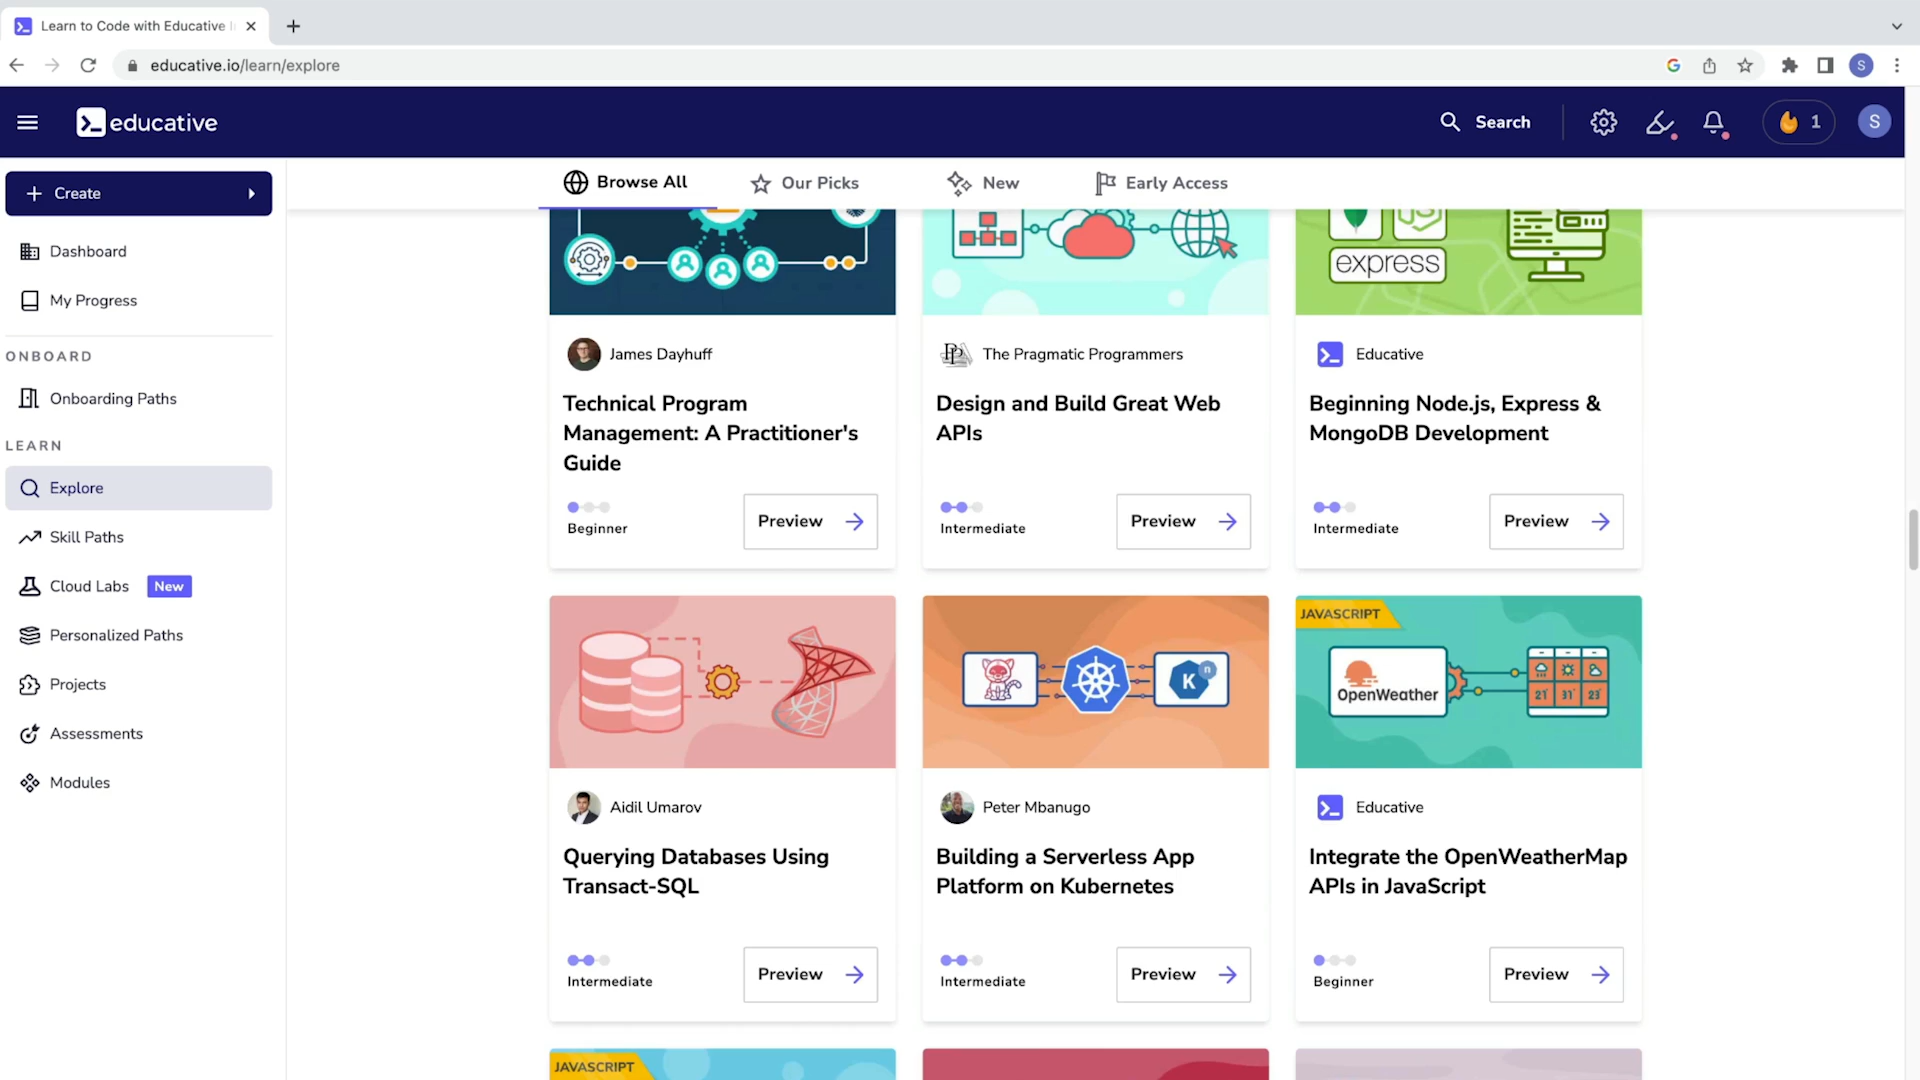 Learn to Code with Educative
educative.io/learn/explore
S
educative
Search
1
S
Create
Browse All
Our Picks
New
Early Access
Dashboard
My Progress
ONBOARD
Onboarding Paths
LEARN
Explore
Skill Paths
Cloud Labs New
Personalized Paths
Projects
Assessments
Modules
James Dayhuff
Technical Program
Management: A Practitioner's
Guide
Beginner
Preview
The Pragmatic Programmers
Design and Build Great Web
APIs
Intermediate
Preview
JS
express
Educative
Beginning Node.js, Express &
MongoDB Development
Intermediate
Preview
Aidil Umarov
Querying Databases Using
Transact-SQL
Intermediate
Preview
K n
Peter Mbanugo
Building a Serverless App
Platform on Kubernetes
Intermediate
Preview
JAVASCRIPT
OpenWeather
21° 31° 23°
Educative
Integrate the OpenWeatherMap
APIs in JavaScript
Beginner
Preview
JAVASCRIPT